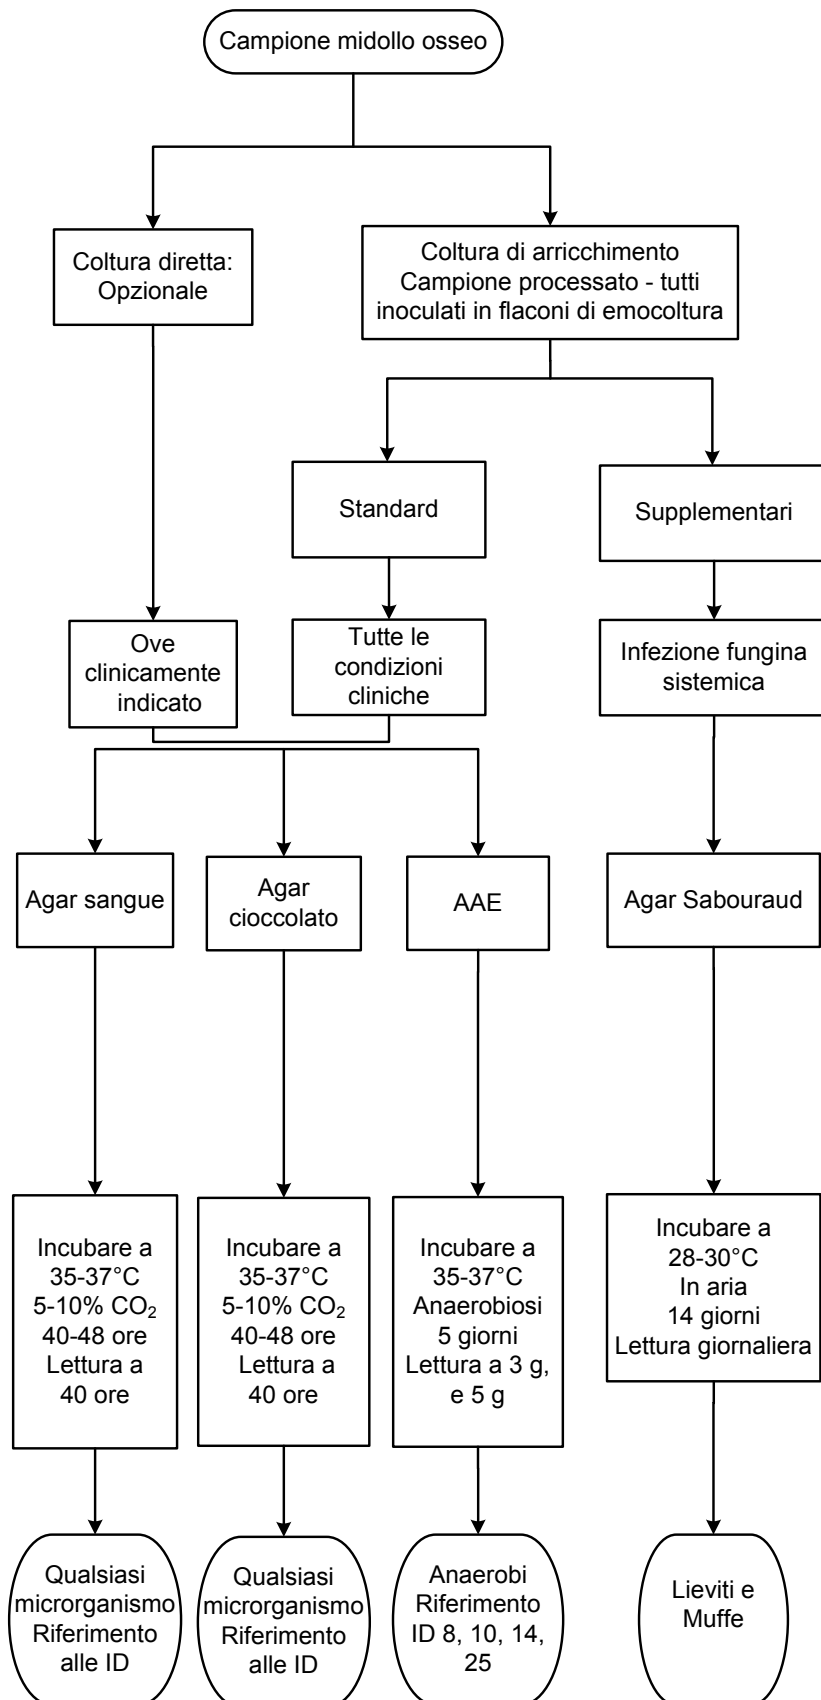 Campione midollo osseo
Coltura diretta:
Opzionale
Coltura di arricchimento
Campione processato - tutti
inoculati in flaconi di emocoltura
Standard
Supplementari
Ove
clinicamente
indicato
Tutte le
condizioni
cliniche
Infezione fungina
sistemica
Agar sangue
Agar
cioccolato
AAE
Agar Sabouraud
Incubare a
35-37°C
5-10% CO₂
40-48 ore
Lettura a
40 ore
Incubare a
35-37°C
5-10% CO₂
40-48 ore
Lettura a
40 ore
Incubare a
35-37°C
Anaerobiosi
5 giorni
Lettura a 3 g,
e 5 g
Incubare a
28-30°C
In aria
14 giorni
Lettura giornaliera
Qualsiasi
microrganismo
Riferimento
alle ID
Qualsiasi
microrganismo
Riferimento
alle ID
Anaerobi
Riferimento
ID 8, 10, 14,
25
Lieviti e
Muffe